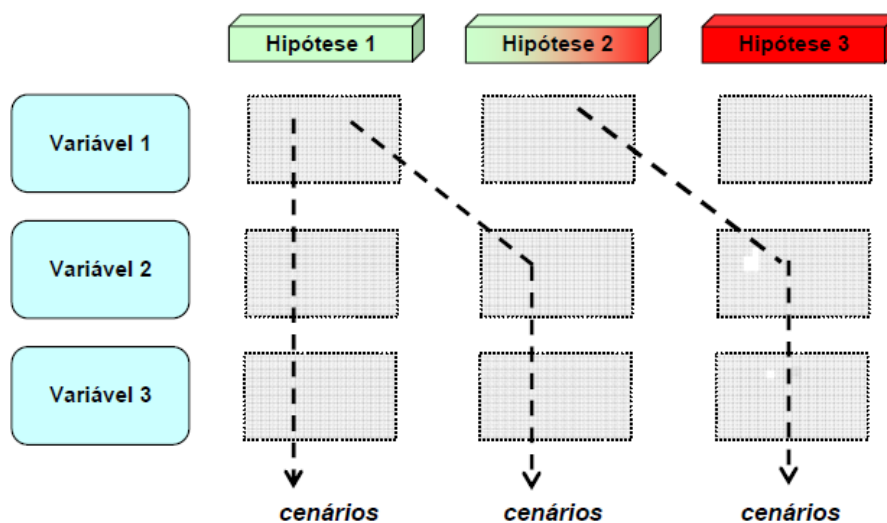 Hipótese 1
Hipótese 2
Hipótese 3
Variável 1
Variável 2
Variável 3
cenários
cenários
cenários